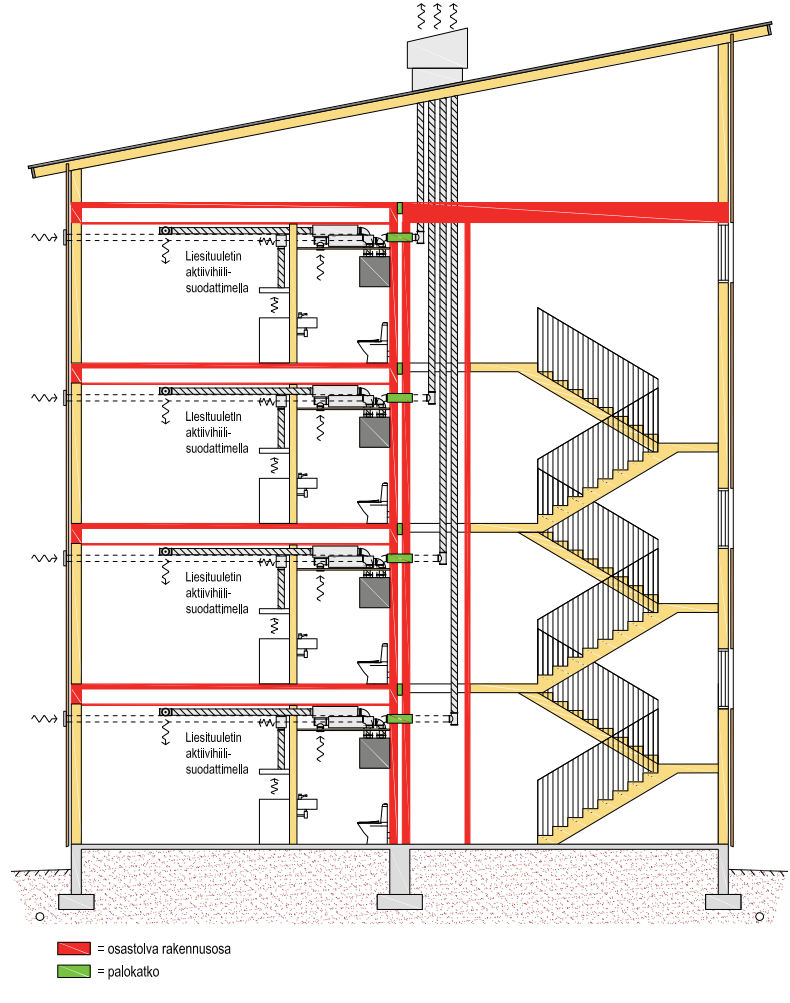 Liesituuletin
aktiivihiili-
suodattimella
Liesituuletin
aktiivihiili-
suodattimella
Liesituuletin
aktiivihiili-
suodattimella
Liesituuletin
aktiivihiili-
suodattimella
= osastolva rakennusosa
= palokatko